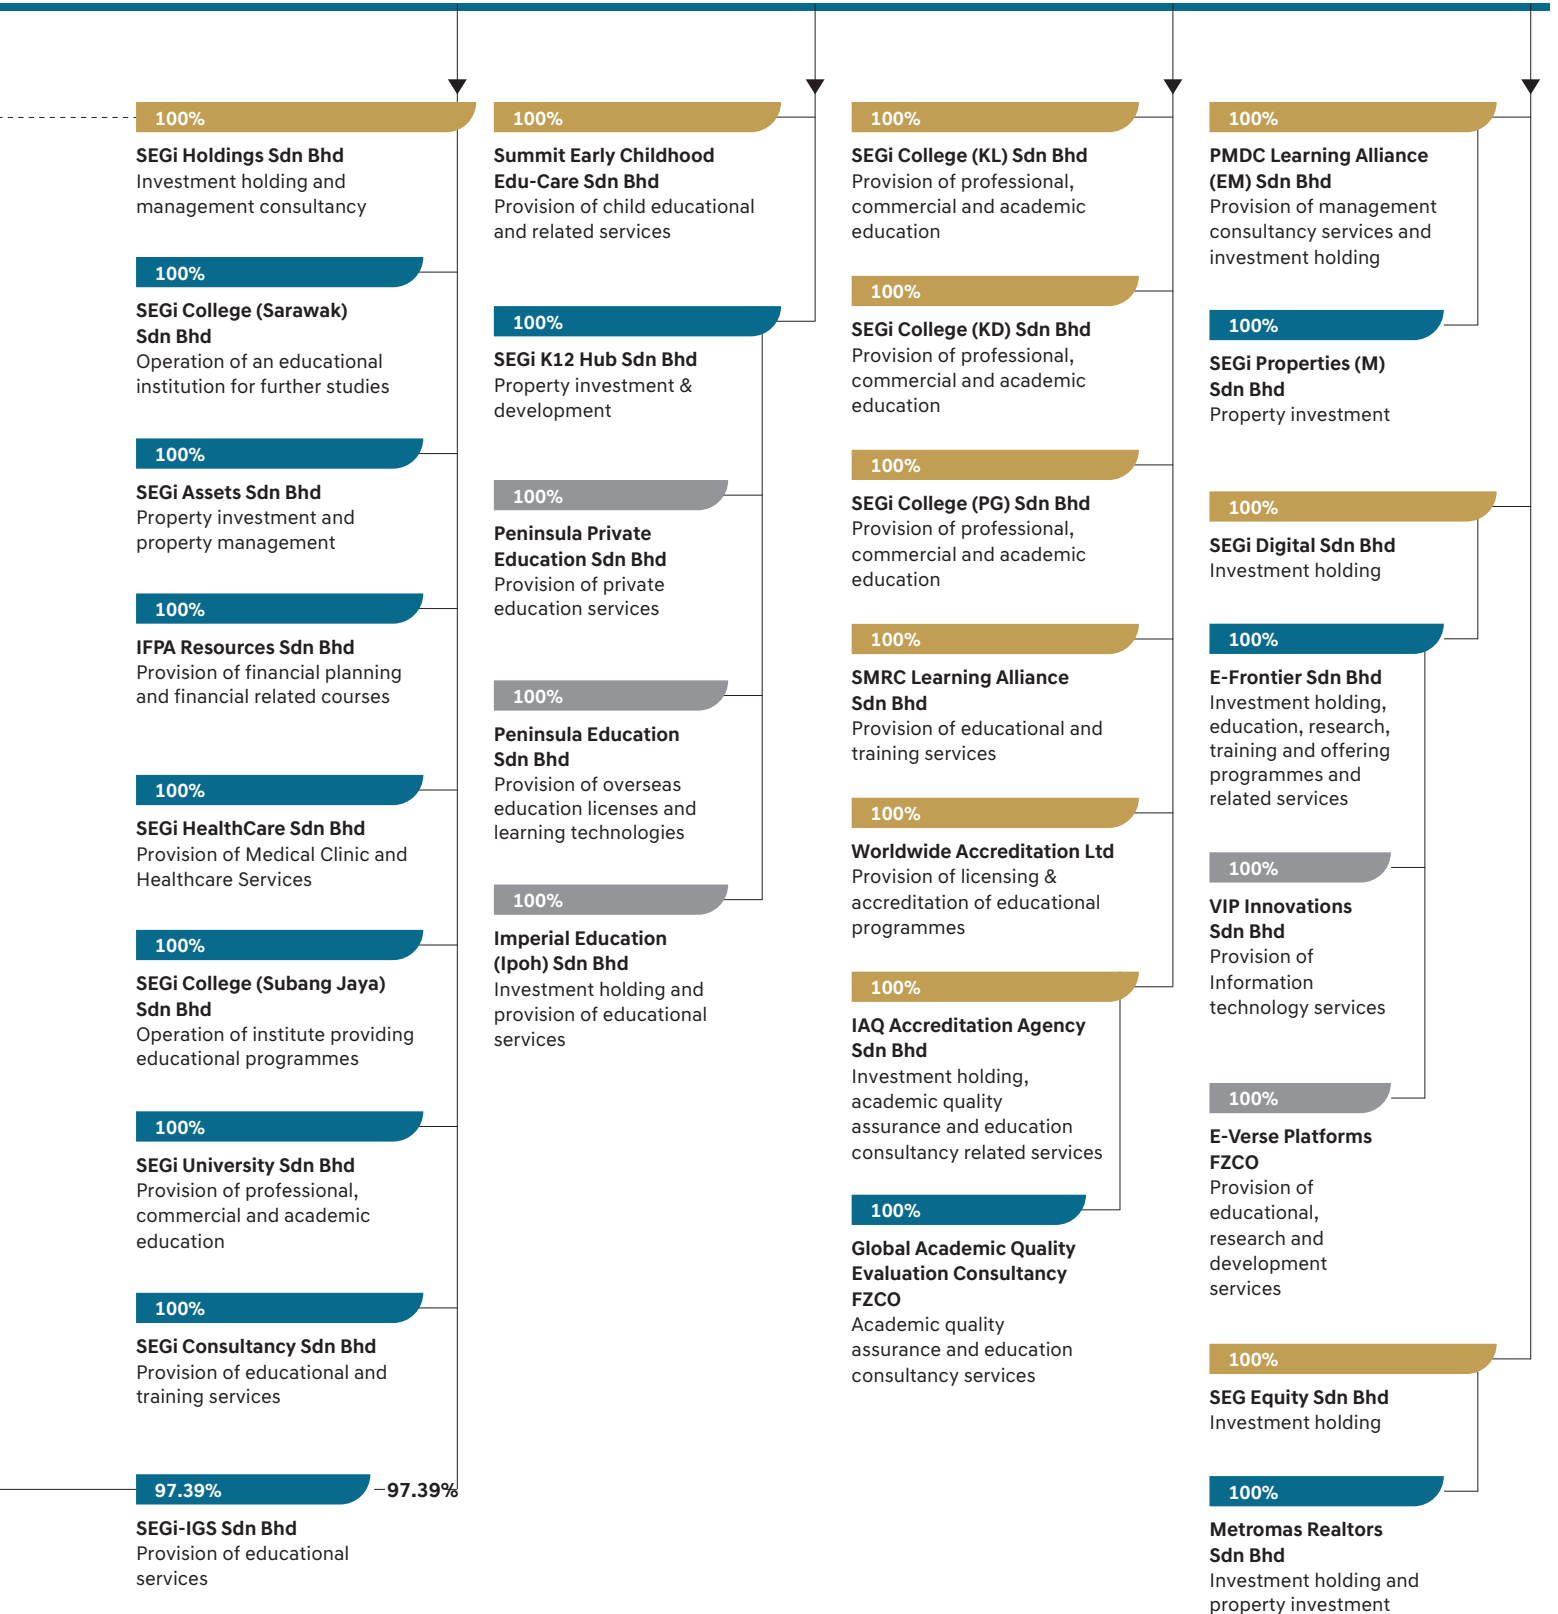 100%
SEGi Holdings Sdn Bhd
Investment holding and
management consultancy
100%
SEGi College (Sarawak)
Sdn Bhd
Operation of an educational
institution for further studies
100%
SEGi Assets Sdn Bhd
Property investment and
property management
100%
IFPA Resources Sdn Bhd
Provision of financial planning
and financial related courses
100%
SEGi HealthCare Sdn Bhd
Provision of Medical Clinic and
Healthcare Services
100%
SEGi College (Subang Jaya)
Sdn Bhd
Operation of institute providing
educational programmes
100%
SEGi University Sdn Bhd
Provision of professional,
commercial and academic
education
100%
SEGi Consultancy Sdn Bhd
Provision of educational and
training services
97.39%
97.39%
SEGi-IGS Sdn Bhd
Provision of educational
services
100%
Summit Early Childhood
Edu-Care Sdn Bhd
Provision of child educational
and related services
100%
SEGi K12 Hub Sdn Bhd
Property investment &
development
100%
Peninsula Private
Education Sdn Bhd
Provision of private
education services
100%
Peninsula Education
Sdn Bhd
Provision of overseas
education licenses and
learning technologies
100%
Imperial Education
(Ipoh) Sdn Bhd
Investment holding and
provision of educational
services
100%
SEGi College (KL) Sdn Bhd
Provision of professional,
commercial and academic
education
100%
SEGi College (KD) Sdn Bhd
Provision of professional,
commercial and academic
education
100%
SEGi College (PG) Sdn Bhd
Provision of professional,
commercial and academic
education
100%
SMRC Learning Alliance
Sdn Bhd
Provision of educational and
training services
100%
Worldwide Accreditation Ltd
Provision of licensing &
accreditation of educational
programmes
100%
IAQ Accreditation Agency
Sdn Bhd
Investment holding,
academic quality
assurance and education
consultancy related services
100%
Global Academic Quality
Evaluation Consultancy
FZCO
Academic quality
assurance and education
consultancy services
100%
PMDC Learning Alliance
(EM) Sdn Bhd
Provision of management
consultancy services and
investment holding
100%
SEGi Properties (M)
Sdn Bhd
Property investment
100%
SEGi Digital Sdn Bhd
Investment holding
100%
E-Frontier Sdn Bhd
Investment holding,
education, research,
training and offering
programmes and
related services
100%
VIP Innovations
Sdn Bhd
Provision of
Information
technology services
100%
E-Verse Platforms
FZCO
Provision of
educational,
research and
development
services
100%
SEG Equity Sdn Bhd
Investment holding
100%
Metromas Realtors
Sdn Bhd
Investment holding and
property investment